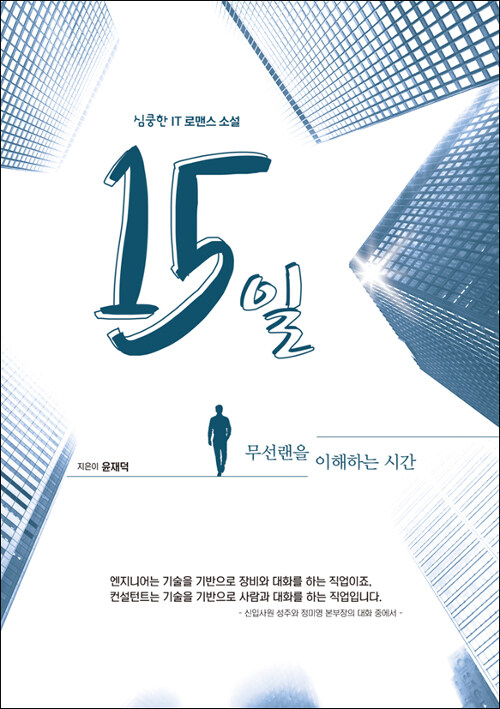 심쿵한 IT 로맨스 소설
15일
지은이 윤재덕
무선랜을 이해하는 시간
엔지니어는 기술을 기반으로 장비와 대화를 하는 직업이죠,
컨설턴트는 기술을 기반으로 사람과 대화를 하는 직업입니다.
- 신입사원 성주와 정미영 본부장의 대화 중에서 -